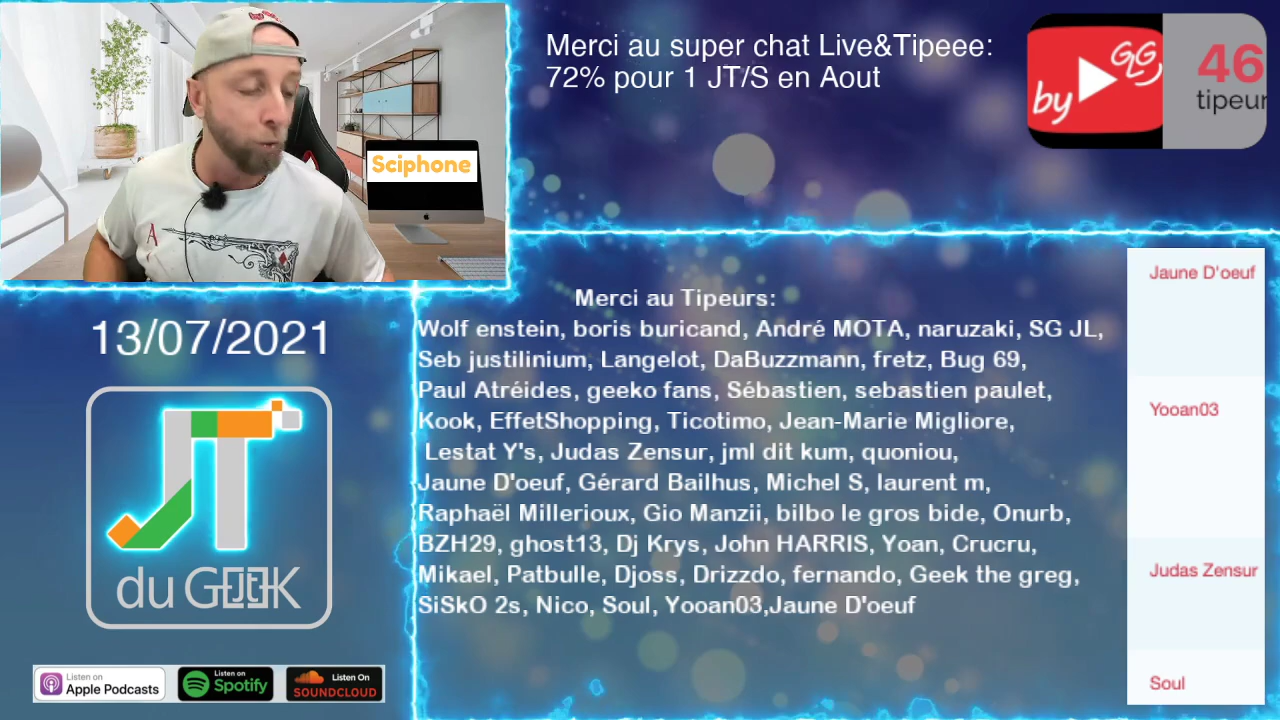 Merci au super chat Live&Tipeee:
72% pour 1 JT/S en Aout
by GLG
46
tipeur
Sciphone
A
13/07/2021
JT
du GEEK
Listen on
Apple Podcasts
Listen on
Spotify
Listen On
SOUNDCLOUD
Merci au Tipeurs:
Wolf enstein, boris buricand, André MOTA, naruzaki, SG JL,
Seb justilinium, Langelot, DaBuzzmann, fretz, Bug 69,
Paul Atréides, geeko fans, Sébastien, sebastien paulet,
Kook, EffetShopping, Ticotimo, Jean-Marie Migliore,
Lestat Y's, Judas Zensur, jml dit kum, quoniou,
Jaune D'oeuf, Gérard Bailhus, Michel S, laurent m,
Raphaël Millerioux, Gio Manzii, bilbo le gros bide, Onurb,
BZH29, ghost13, Dj Krys, John HARRIS, Yoan, Crucru,
Mikael, Patbulle, Djoss, Drizzdo, fernando, Geek the greg,
SiSkO 2s, Nico, Soul, Yooan03,Jaune D'oeuf
Jaune D'oeuf
Yooan03
Judas Zensur
Soul